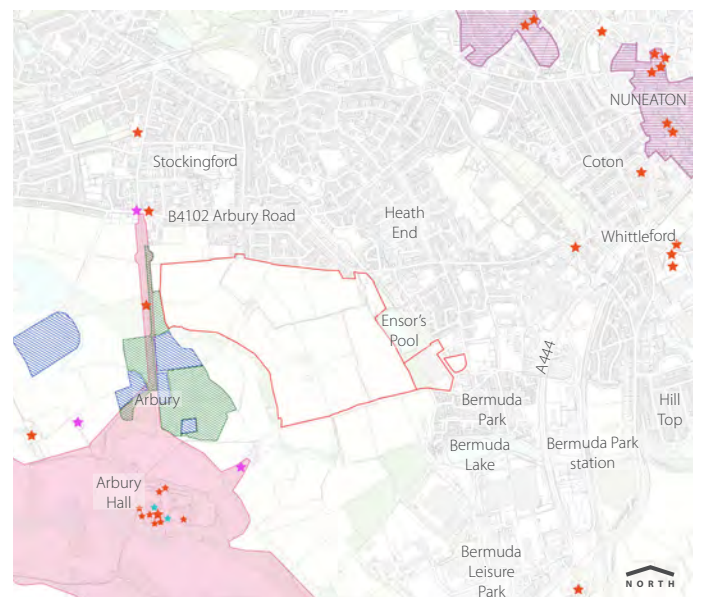 NUNEATON
Stockingford
Coton
B4102 Arbury Road
Heath
End
Whittleford
Ensor's
Pool
A444
Arbury
Bermuda
Park
Hill
Top
Bermuda
Lake
Bermuda Park
station
Arbury
Hall
Bermuda
Leisure
Park
NORTH